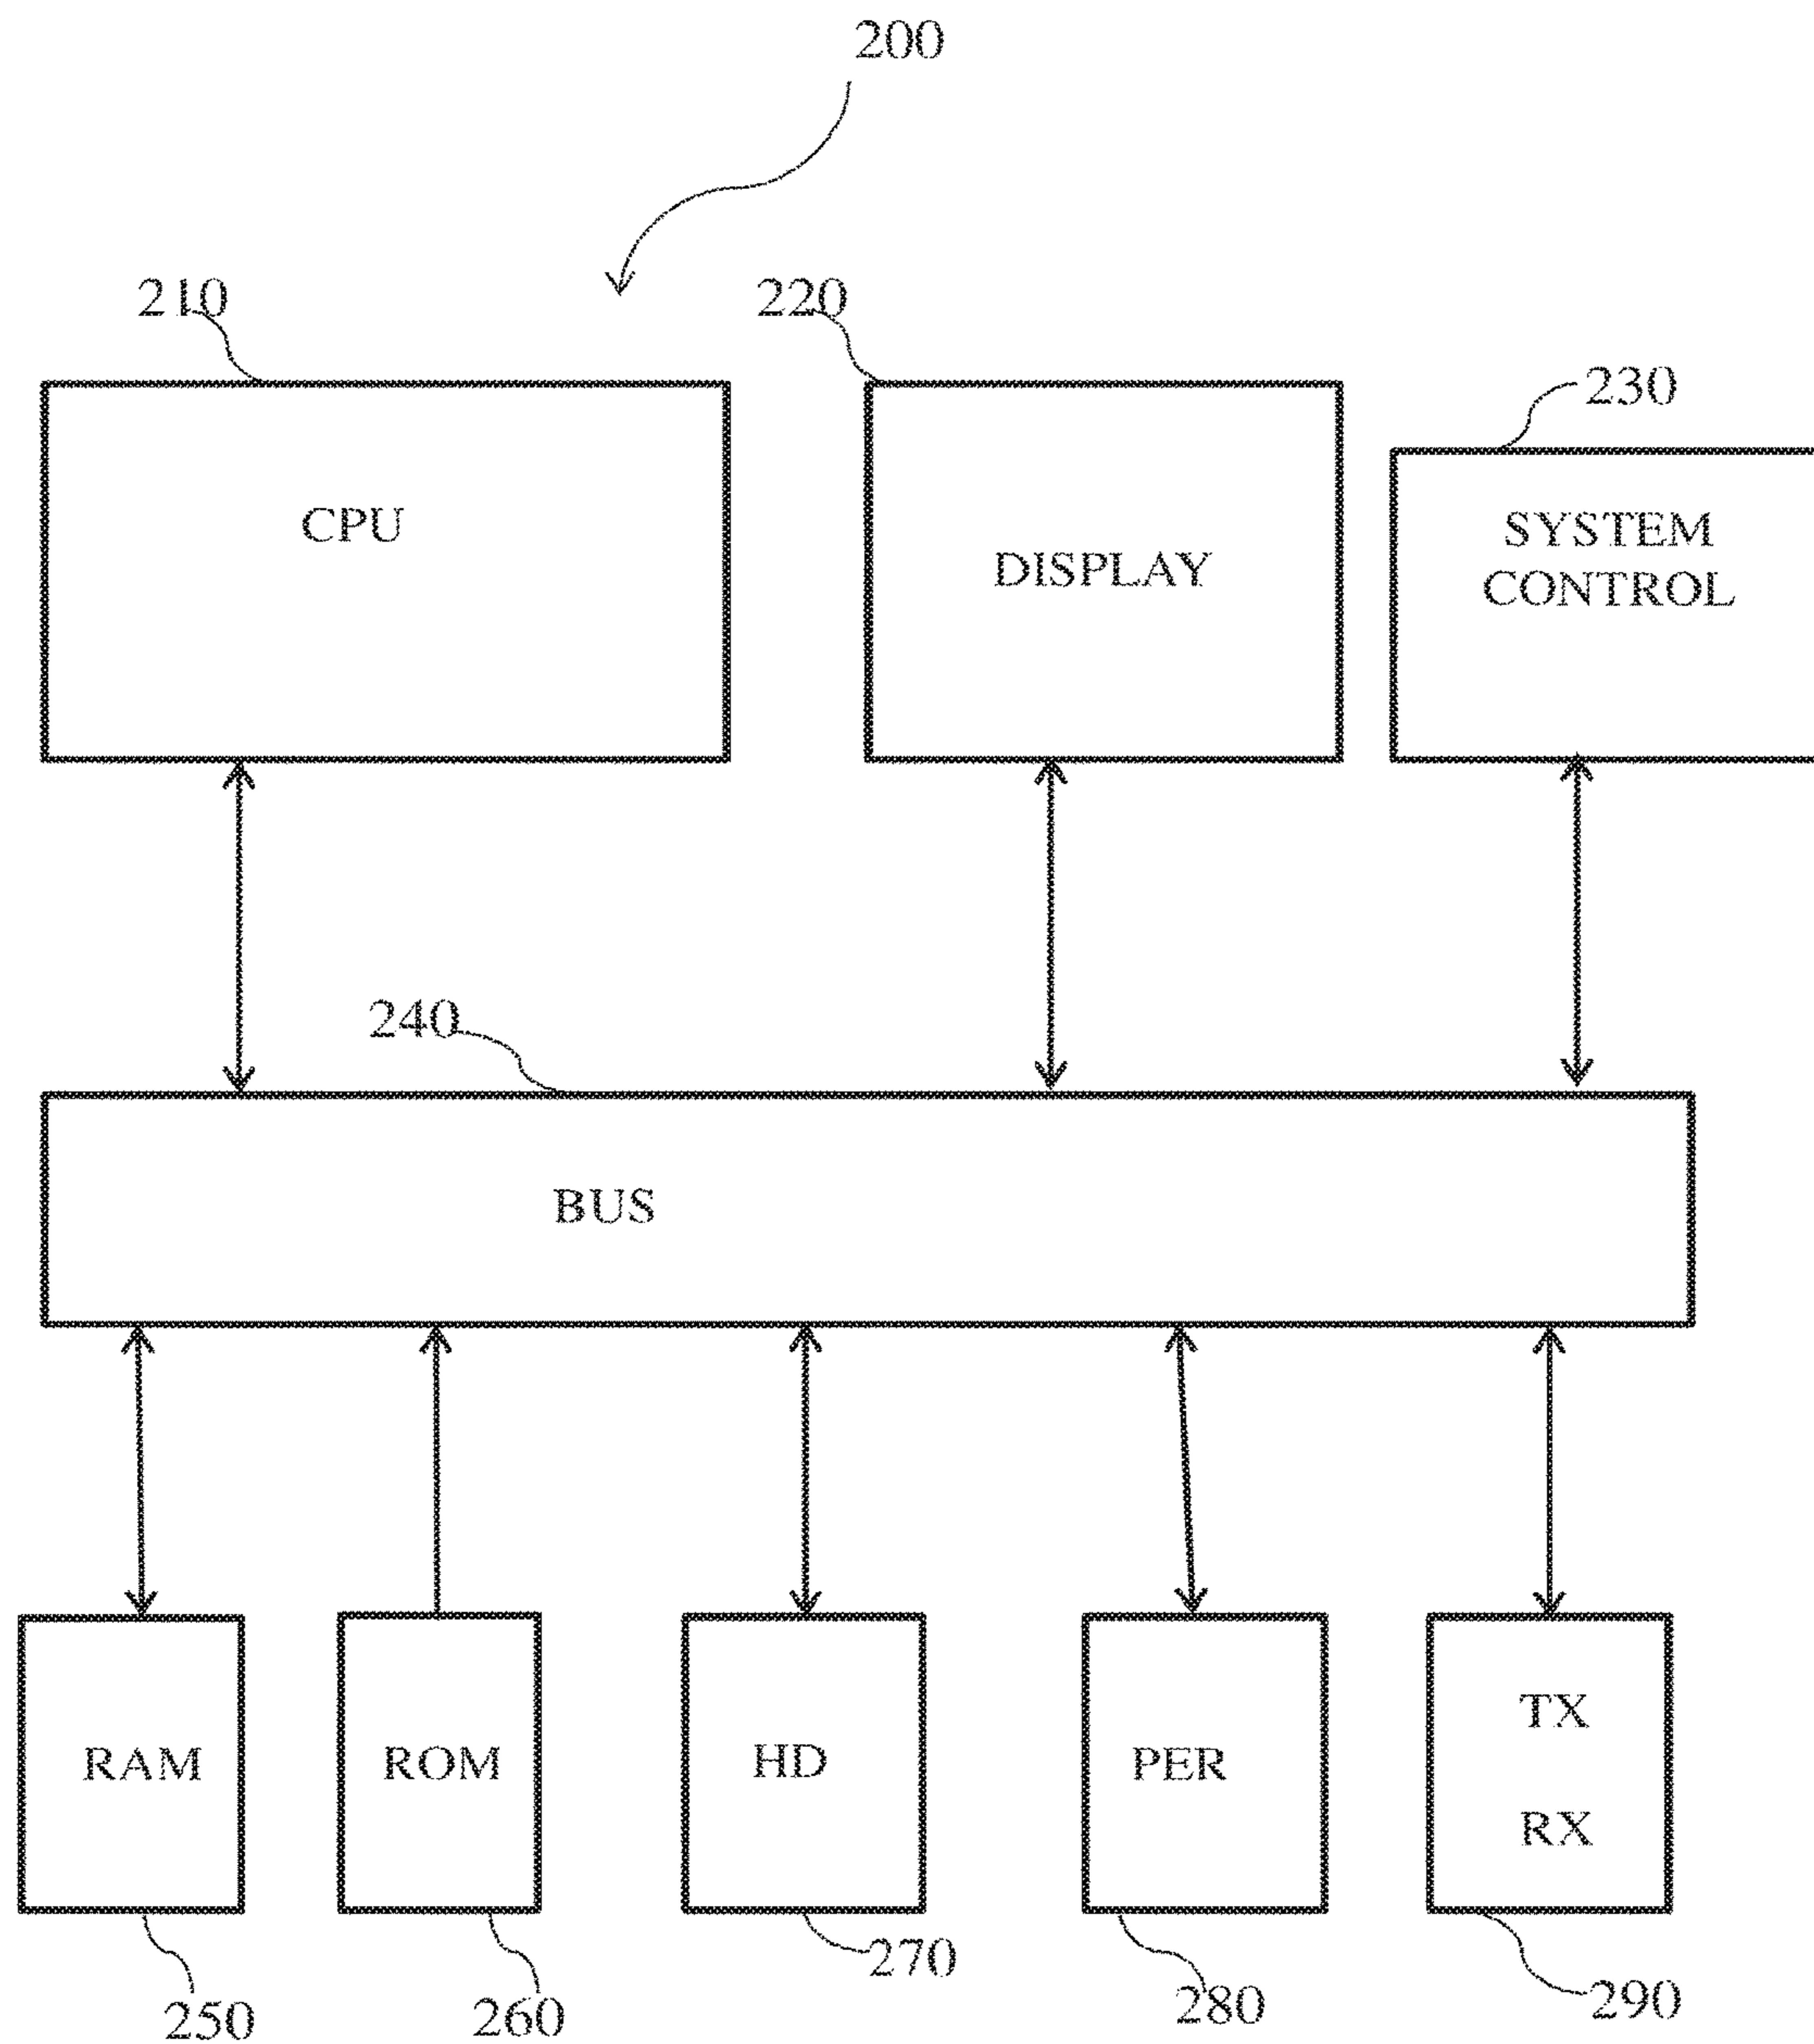 200
210
220
230
CPU
DISPLAY
SYSTEM
CONTROL
240
BUS
RAM
ROM
HD
PER
TX
RX
250
260
270
280
290